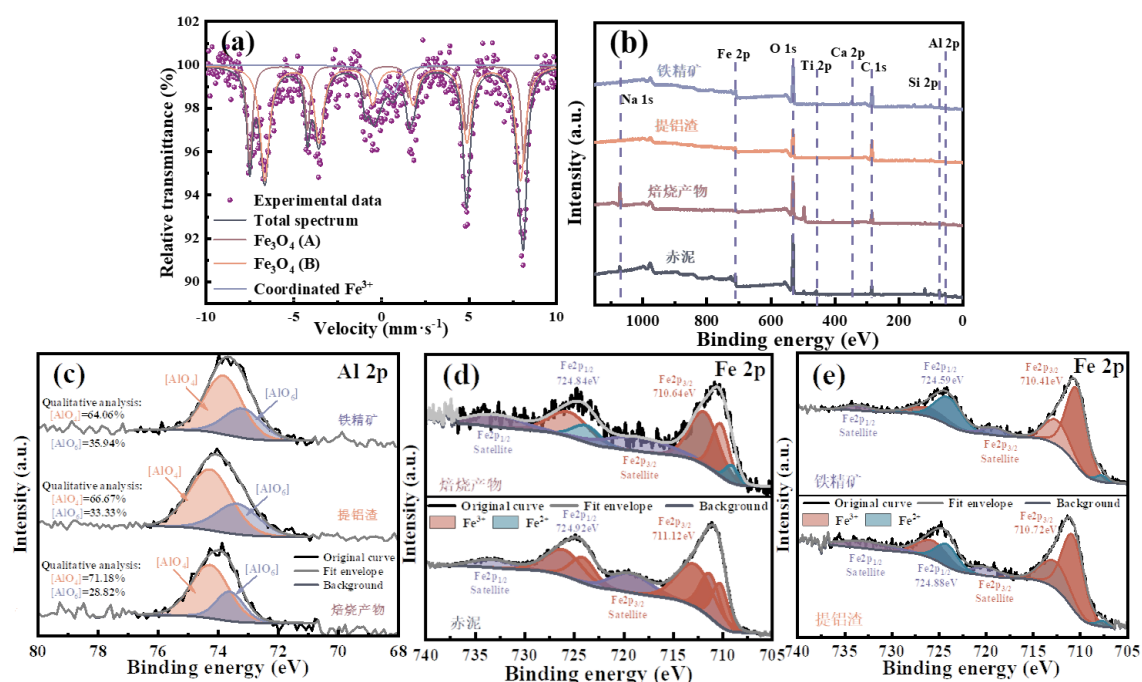 (a)
102
100
98
96
94
92
90
Relative transmittance (%)
Experimental data
Total spectrum
Fe₃O₄ (A)
Fe₃O₄ (B)
Coordinated Fe³⁺
-10 -5 0 5 10
Velocity (mm·s⁻¹)
(b)
Intensity (a.u.)
Na 1s
Fe 2p
O 1s
Ti 2p
Ca 2p
C 1s
Si 2p
Al 2p
铁精矿
提铝渣
焙烧产物
赤泥
1000 800 600 400 200 0
Binding energy (eV)
(c)
Al 2p
Intensity (a.u.)
[AlO₄]
[AlO₆]
Qualitative analysis:
[AlO₄]=64.06%
[AlO₆]=35.94%
铁精矿
[AlO₄]
[AlO₆]
Qualitative analysis:
[AlO₄]=66.67%
[AlO₆]=33.33%
提铝渣
[AlO₄]
[AlO₆]
Qualitative analysis:
[AlO₄]=71.18%
[AlO₆]=28.82%
Original curve
Fit envelope
Background
焙烧产物
80 78 76 74 72 70 68
Binding energy (eV)
(d)
Fe 2p
Intensity (a.u.)
Fe2p₁/₂
724.84eV
Fe2p₃/₂
710.64eV
Fe2p₁/₂
Satellite
Fe2p₃/₂
Satellite
焙烧产物
Original curve Fit envelope Background
Fe³⁺ Fe²⁺
Fe2p₁/₂
724.92eV
Fe2p₃/₂
711.12eV
Fe2p₁/₂
Satellite
Fe2p₃/₂
Satellite
赤泥
740 735 730 725 720 715 710 705
Binding energy (eV)
(e)
Fe 2p
Intensity (a.u.)
Fe2p₁/₂
724.59eV
Fe2p₃/₂
710.41eV
Fe2p₁/₂
Satellite
Fe2p₃/₂
Satellite
铁精矿
Original curve Fit envelope Background
Fe³⁺ Fe²⁺
Fe2p₃/₂
710.72eV
Fe2p₁/₂
Satellite
Fe2p₁/₂
724.88eV
Fe2p₃/₂
Satellite
提铝渣
740 735 730 725 720 715 710 705
Binding energy (eV)